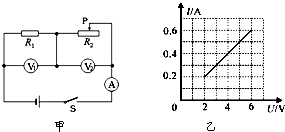 P
R₁ R₂
V₁ V₂
A
S
甲
I/A
0.6
0.4
0.2
0 2 4 6 U/V
乙